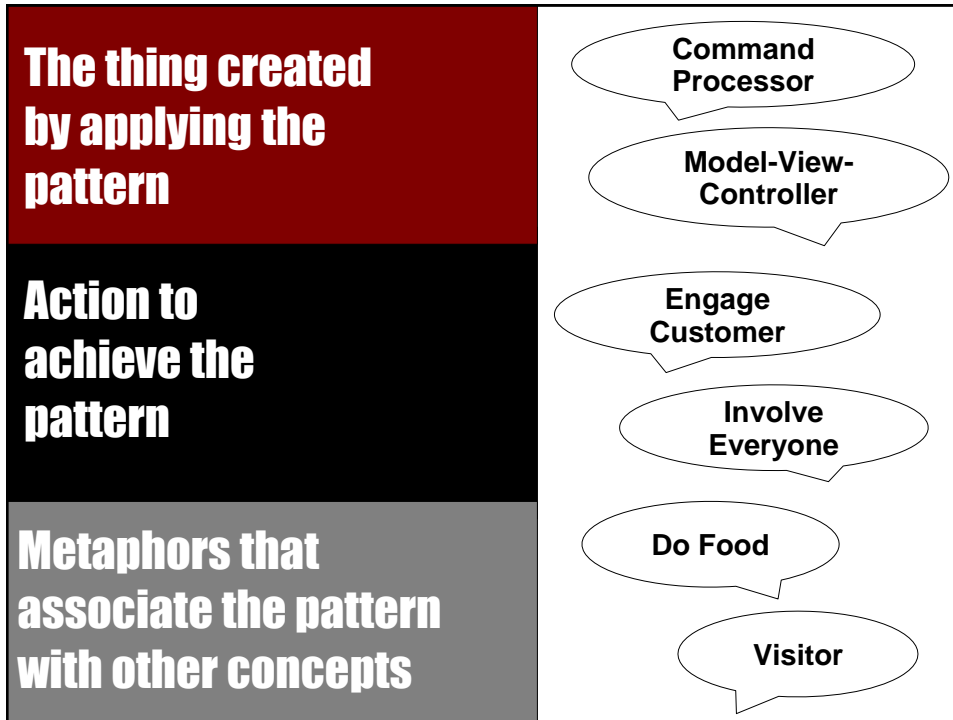 The thing created
by applying the
pattern
Command
Processor
Model-View-
Controller
Action to
achieve the
pattern
Engage
Customer
Involve
Everyone
Metaphors that
associate the pattern
with other concepts
Do Food
Visitor